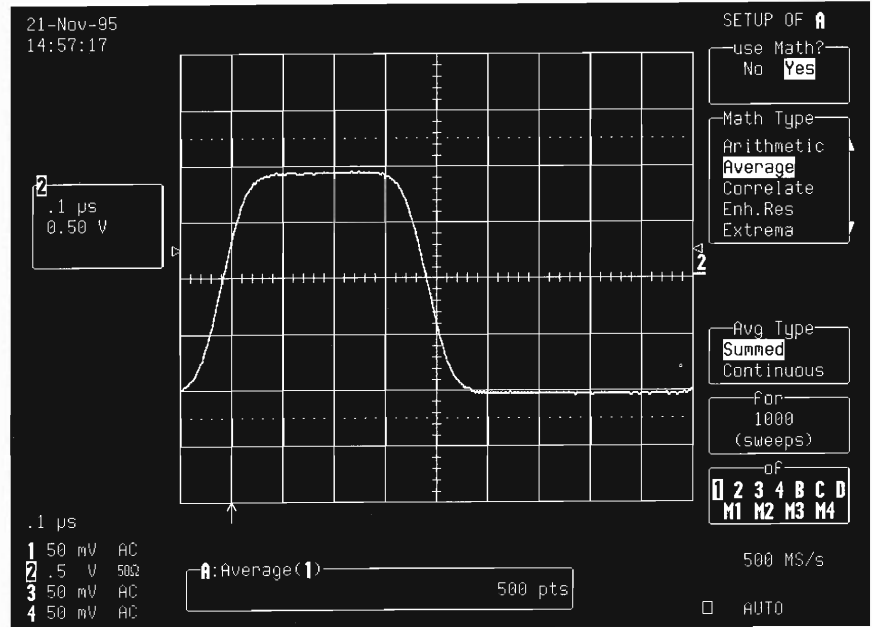 21-Nov-95
14:57:17
2
.1 µs
0.50 V
2
.1 µs
1 50 mV AC
2 .5 V 50Ω
3 50 mV AC
4 50 mV AC
A:Average(1)
500 pts
SETUP OF A
use Math?
No Yes
Math Type
Arithmetic
Average
Correlate
Enh.Res
Extrema
Avg Type
Summed
Continuous
for
1000
(sweeps)
of
1 2 3 4 B C D
M1 M2 M3 M4
500 MS/s
AUTO